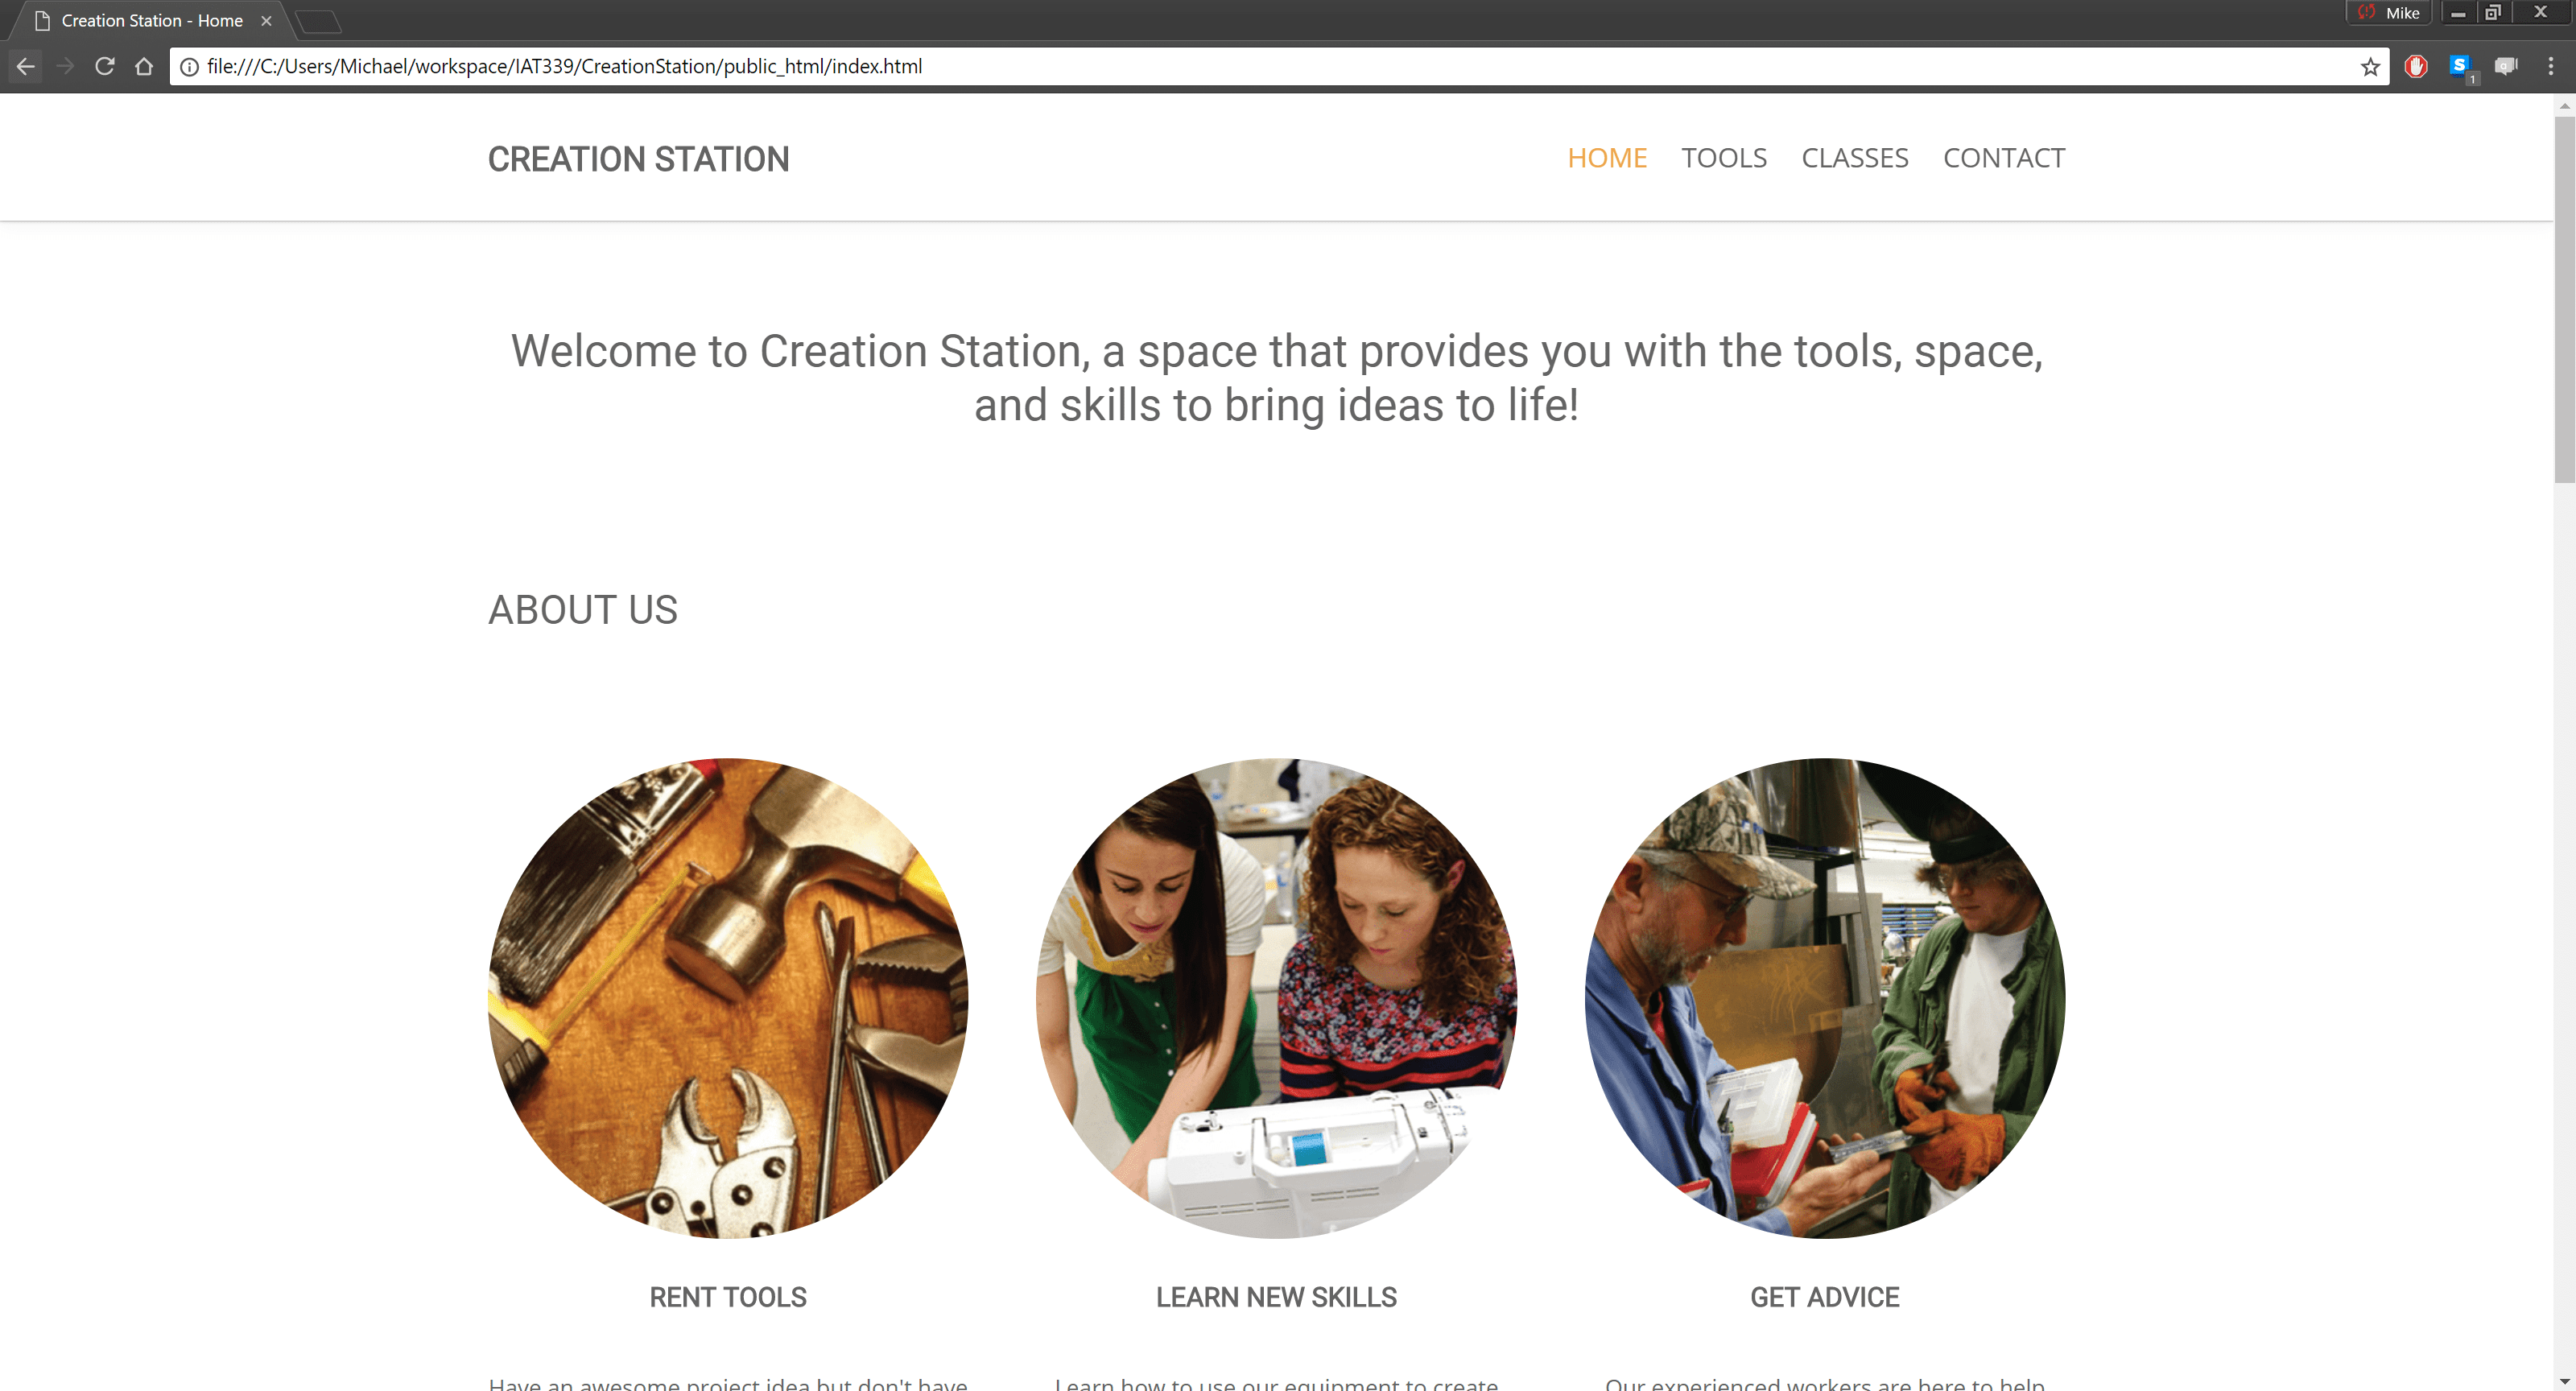 Creation Station - Home
Mike
file:///C:/Users/Michael/workspace/IAT339/CreationStation/public_html/index.html
S
1
CREATION STATION
HOME TOOLS CLASSES CONTACT
Welcome to Creation Station, a space that provides you with the tools, space,
and skills to bring ideas to life!
ABOUT US
RENT TOOLS
LEARN NEW SKILLS
GET ADVICE
Have an awesome project idea but don't have
Learn how to use our equipment to create
Our experienced workers are here to help